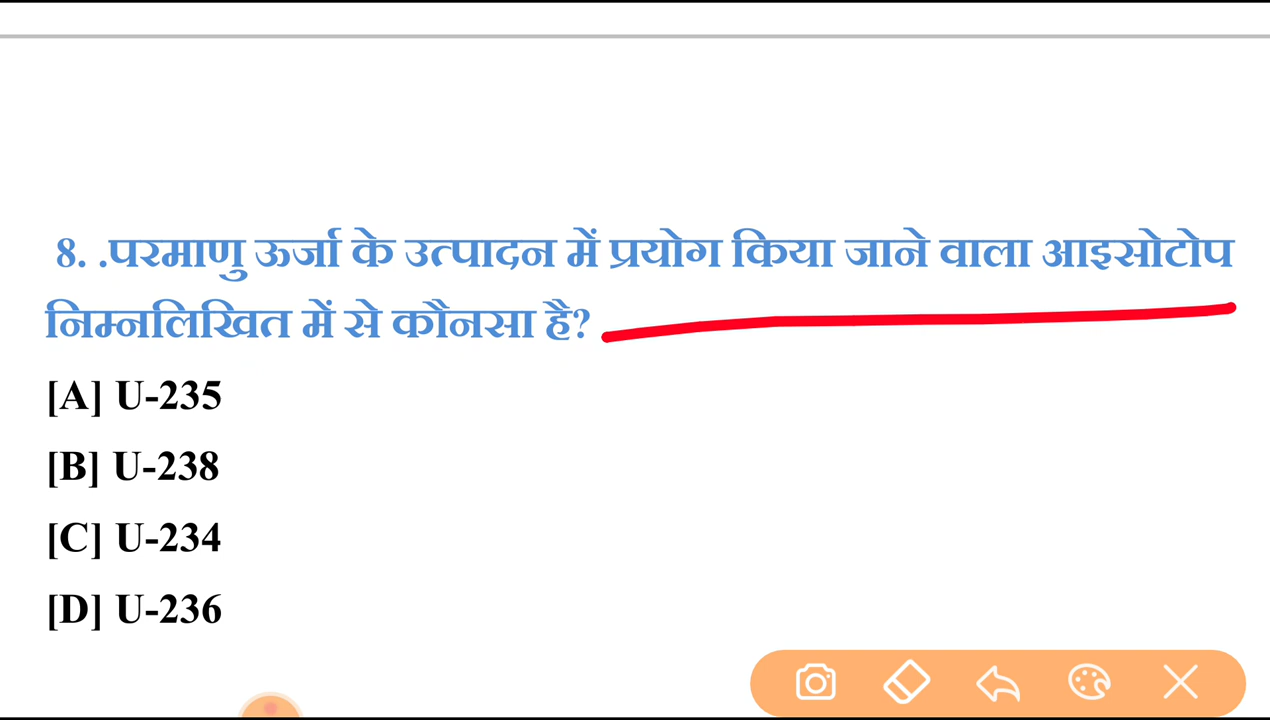 8. .परमाणु ऊर्जा के उत्पादन में प्रयोग किया जाने वाला आइसोटोप
निम्नलिखित में से कौनसा है?
[A] U-235
[B] U-238
[C] U-234
[D] U-236